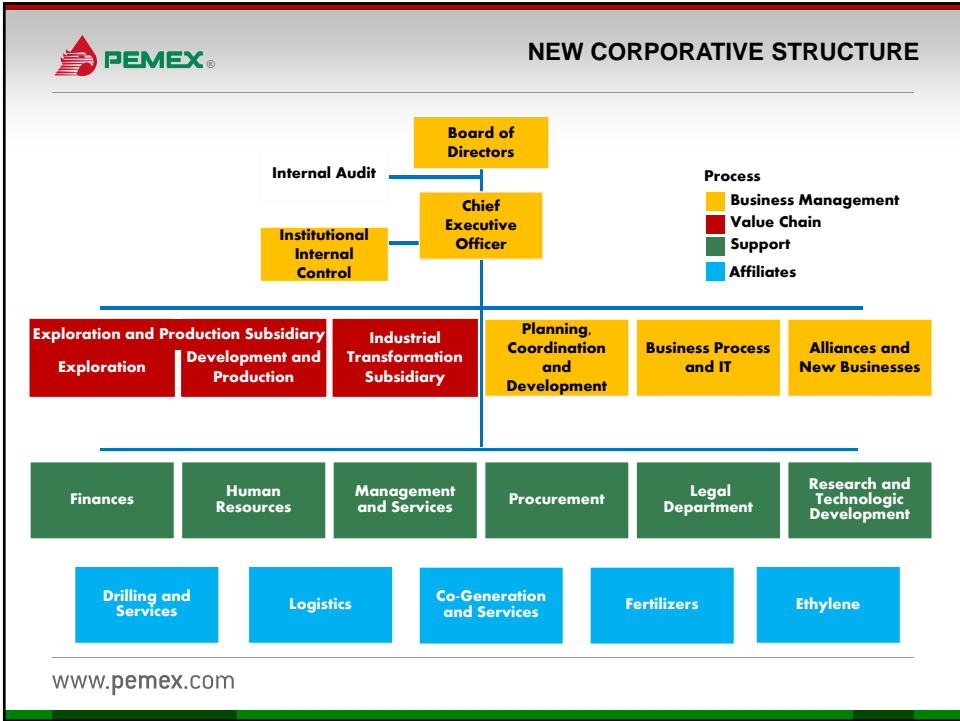 PEMEX ®
NEW CORPORATIVE STRUCTURE
Board of
Directors
Internal Audit
Chief
Executive
Officer
Institutional
Internal
Control
Process
Business Management
Value Chain
Support
Affiliates
Exploration and Production Subsidiary
Exploration
Development and
Production
Industrial
Transformation
Subsidiary
Planning,
Coordination
and
Development
Business Process
and IT
Alliances and
New Businesses
Finances
Human
Resources
Management
and Services
Procurement
Legal
Department
Research and
Technologic
Development
Drilling and
Services
Logistics
Co-Generation
and Services
Fertilizers
Ethylene
www.pemex.com